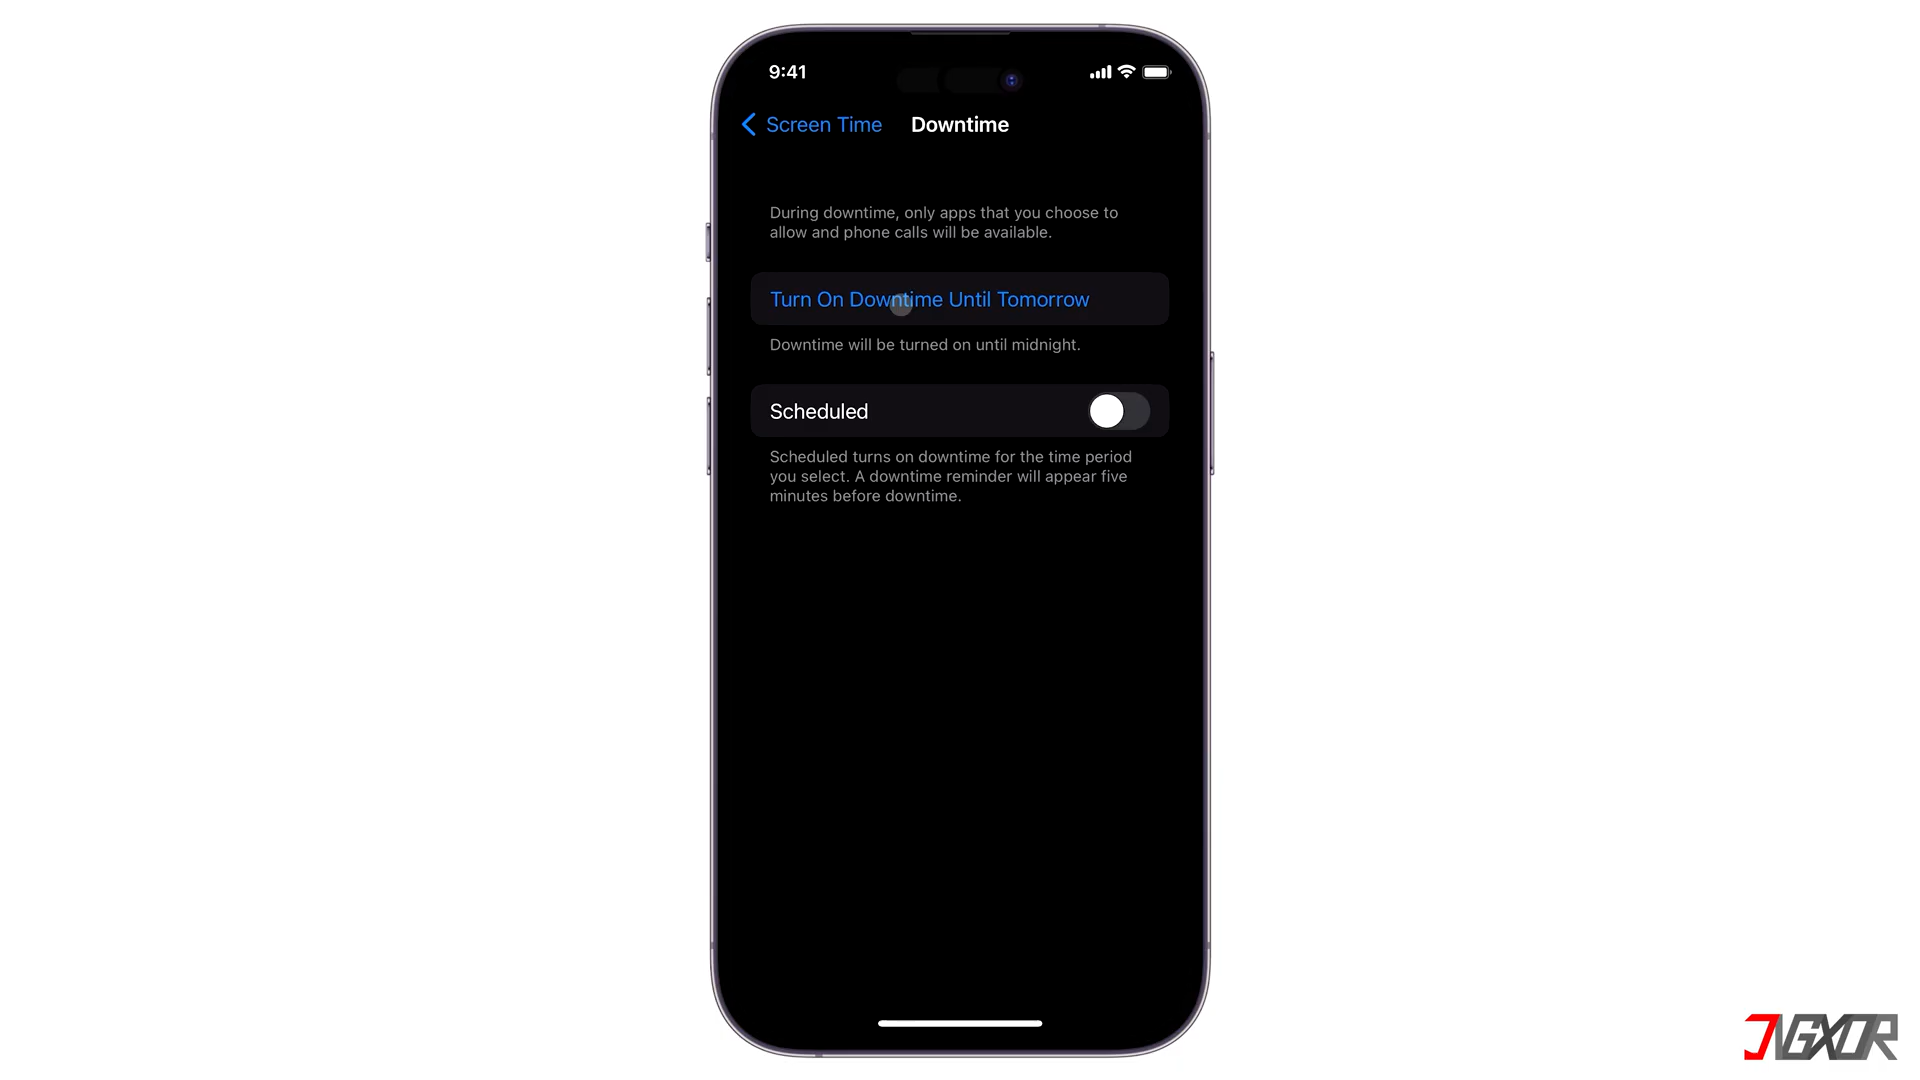 9:41
Screen Time
Downtime
During downtime, only apps that you choose to
allow and phone calls will be available.
Turn On Downtime Until Tomorrow
Downtime will be turned on until midnight.
Scheduled
Scheduled turns on downtime for the time period
you select. A downtime reminder will appear five
minutes before downtime.
JVGXOR